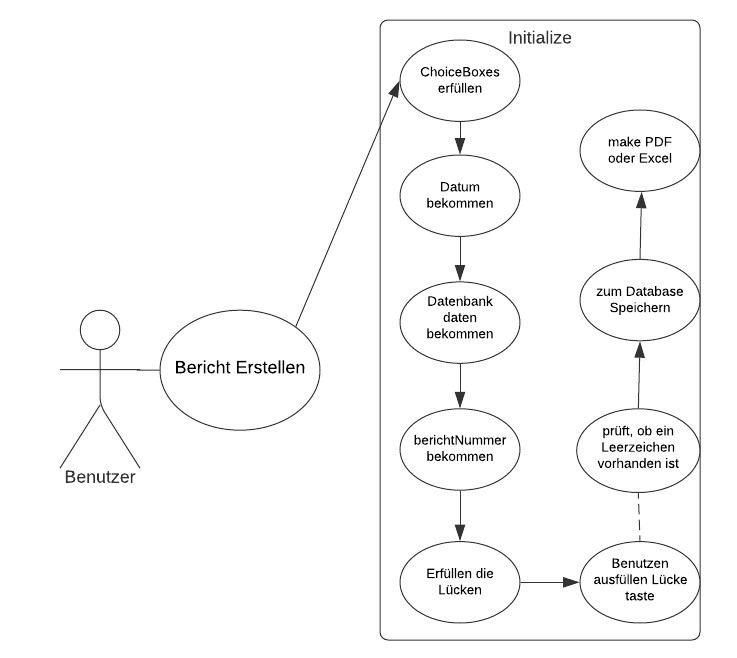 Initialize
ChoiceBoxes
erfüllen
Datum
bekommen
Datenbank
daten
bekommen
berichtNummer
bekommen
Erfüllen die
Lücken
Benutzen
ausfüllen Lücke
taste
prüft, ob ein
Leerzeichen
vorhanden ist
zum Database
Speichern
make PDF
oder Excel
Bericht Erstellen
Benutzer